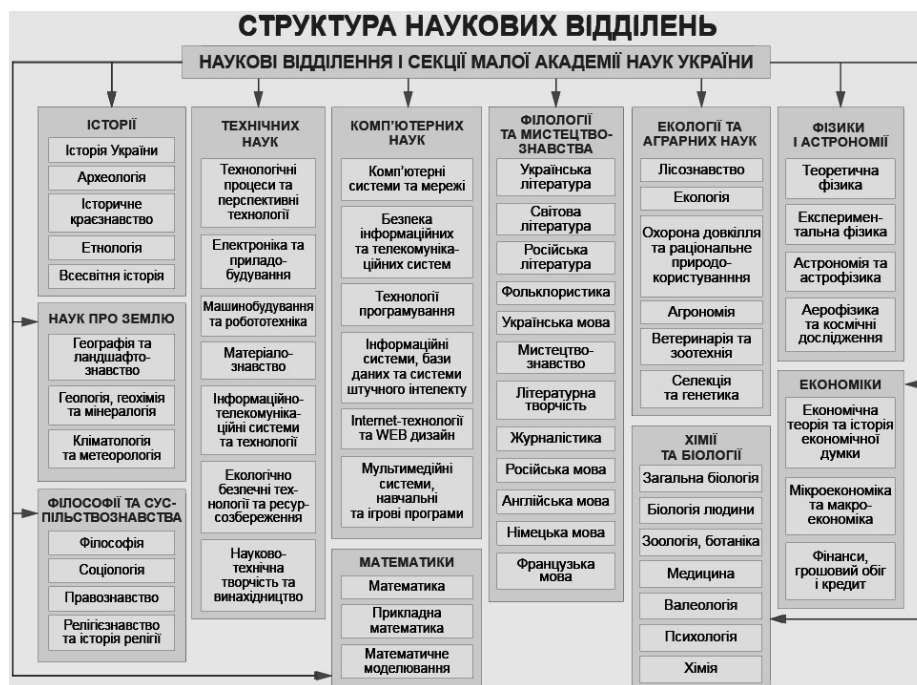 СТРУКТУРА НАУКОВИХ ВІДДІЛЕНЬ
НАУКОВІ ВІДДІЛЕННЯ І СЕКЦІЇ МАЛОЇ АКАДЕМІЇ НАУК УКРАЇНИ
ІСТОРІЇ
Історія України
Археологія
Історичне
краєзнавство
Етнологія
Всесвітня історія
НАУК ПРО ЗЕМЛЮ
Географія та
ландшафто-
знавство
Геологія, геохімія
та мінералогія
Кліматологія
та метеорологія
ФІЛОСОФІЇ ТА СУС-
ПІЛЬСТВОЗНАВСТВА
Філософія
Соціологія
Правознавство
Релігієзнавство
та історія релігії
ТЕХНІЧНИХ
НАУК
Технологічні
процеси та
перспективні
технології
Електроніка та
приладо-
будування
Машинобудування
та робототехніка
Матеріало-
знавство
Інформаційно-
телекомуніка-
ційні системи
та технології
Екологічно
безпечні тех-
нології та ресур-
созбереження
Науково-
технічна
творчість та
винахідництво
КОМП'ЮТЕРНИХ
НАУК
Комп'ютерні
системи та мережі
Безпека
інформаційних
та телекомуніка-
ційних систем
Технології
програмування
Інформаційні
системи, бази
даних та системи
штучного інтелекту
Internet-технології
та WEB дизайн
Мультимедійні
системи,
навчальні
та ігрові програми
МАТЕМАТИКИ
Математика
Прикладна
математика
Математичне
моделювання
ФІЛОЛОГІЇ
ТА МИСТЕЦТВО-
ЗНАВСТВА
Українська
література
Світова
література
Російська
література
Фольклористика
Українська мова
Мистецтво-
знавство
Літературна
творчість
Журналістика
Російська мова
Англійська мова
Німецька мова
Французька
мова
ЕКОЛОГІЇ ТА
АГРАРНИХ НАУК
Лісознавство
Екологія
Охорона довкілля
та раціональне
природо-
користуванння
Агрономія
Ветеринарія та
зоотехнія
Селекція
та генетика
ХІМІЇ
ТА БІОЛОГІЇ
Загальна біологія
Біологія людини
Зоологія, ботаніка
Медицина
Валеологія
Психологія
Хімія
ФІЗИКИ
І АСТРОНОМІЇ
Теоретична
фізика
Експеримен-
тальна фізика
Астрономія та
астрофізика
Аерофізика
та космічні
дослідження
ЕКОНОМІКИ
Економічна
теорія та історія
економічної
думки
Мікроекономіка
та макро-
економіка
Фінанси,
грошовий обіг
і кредит